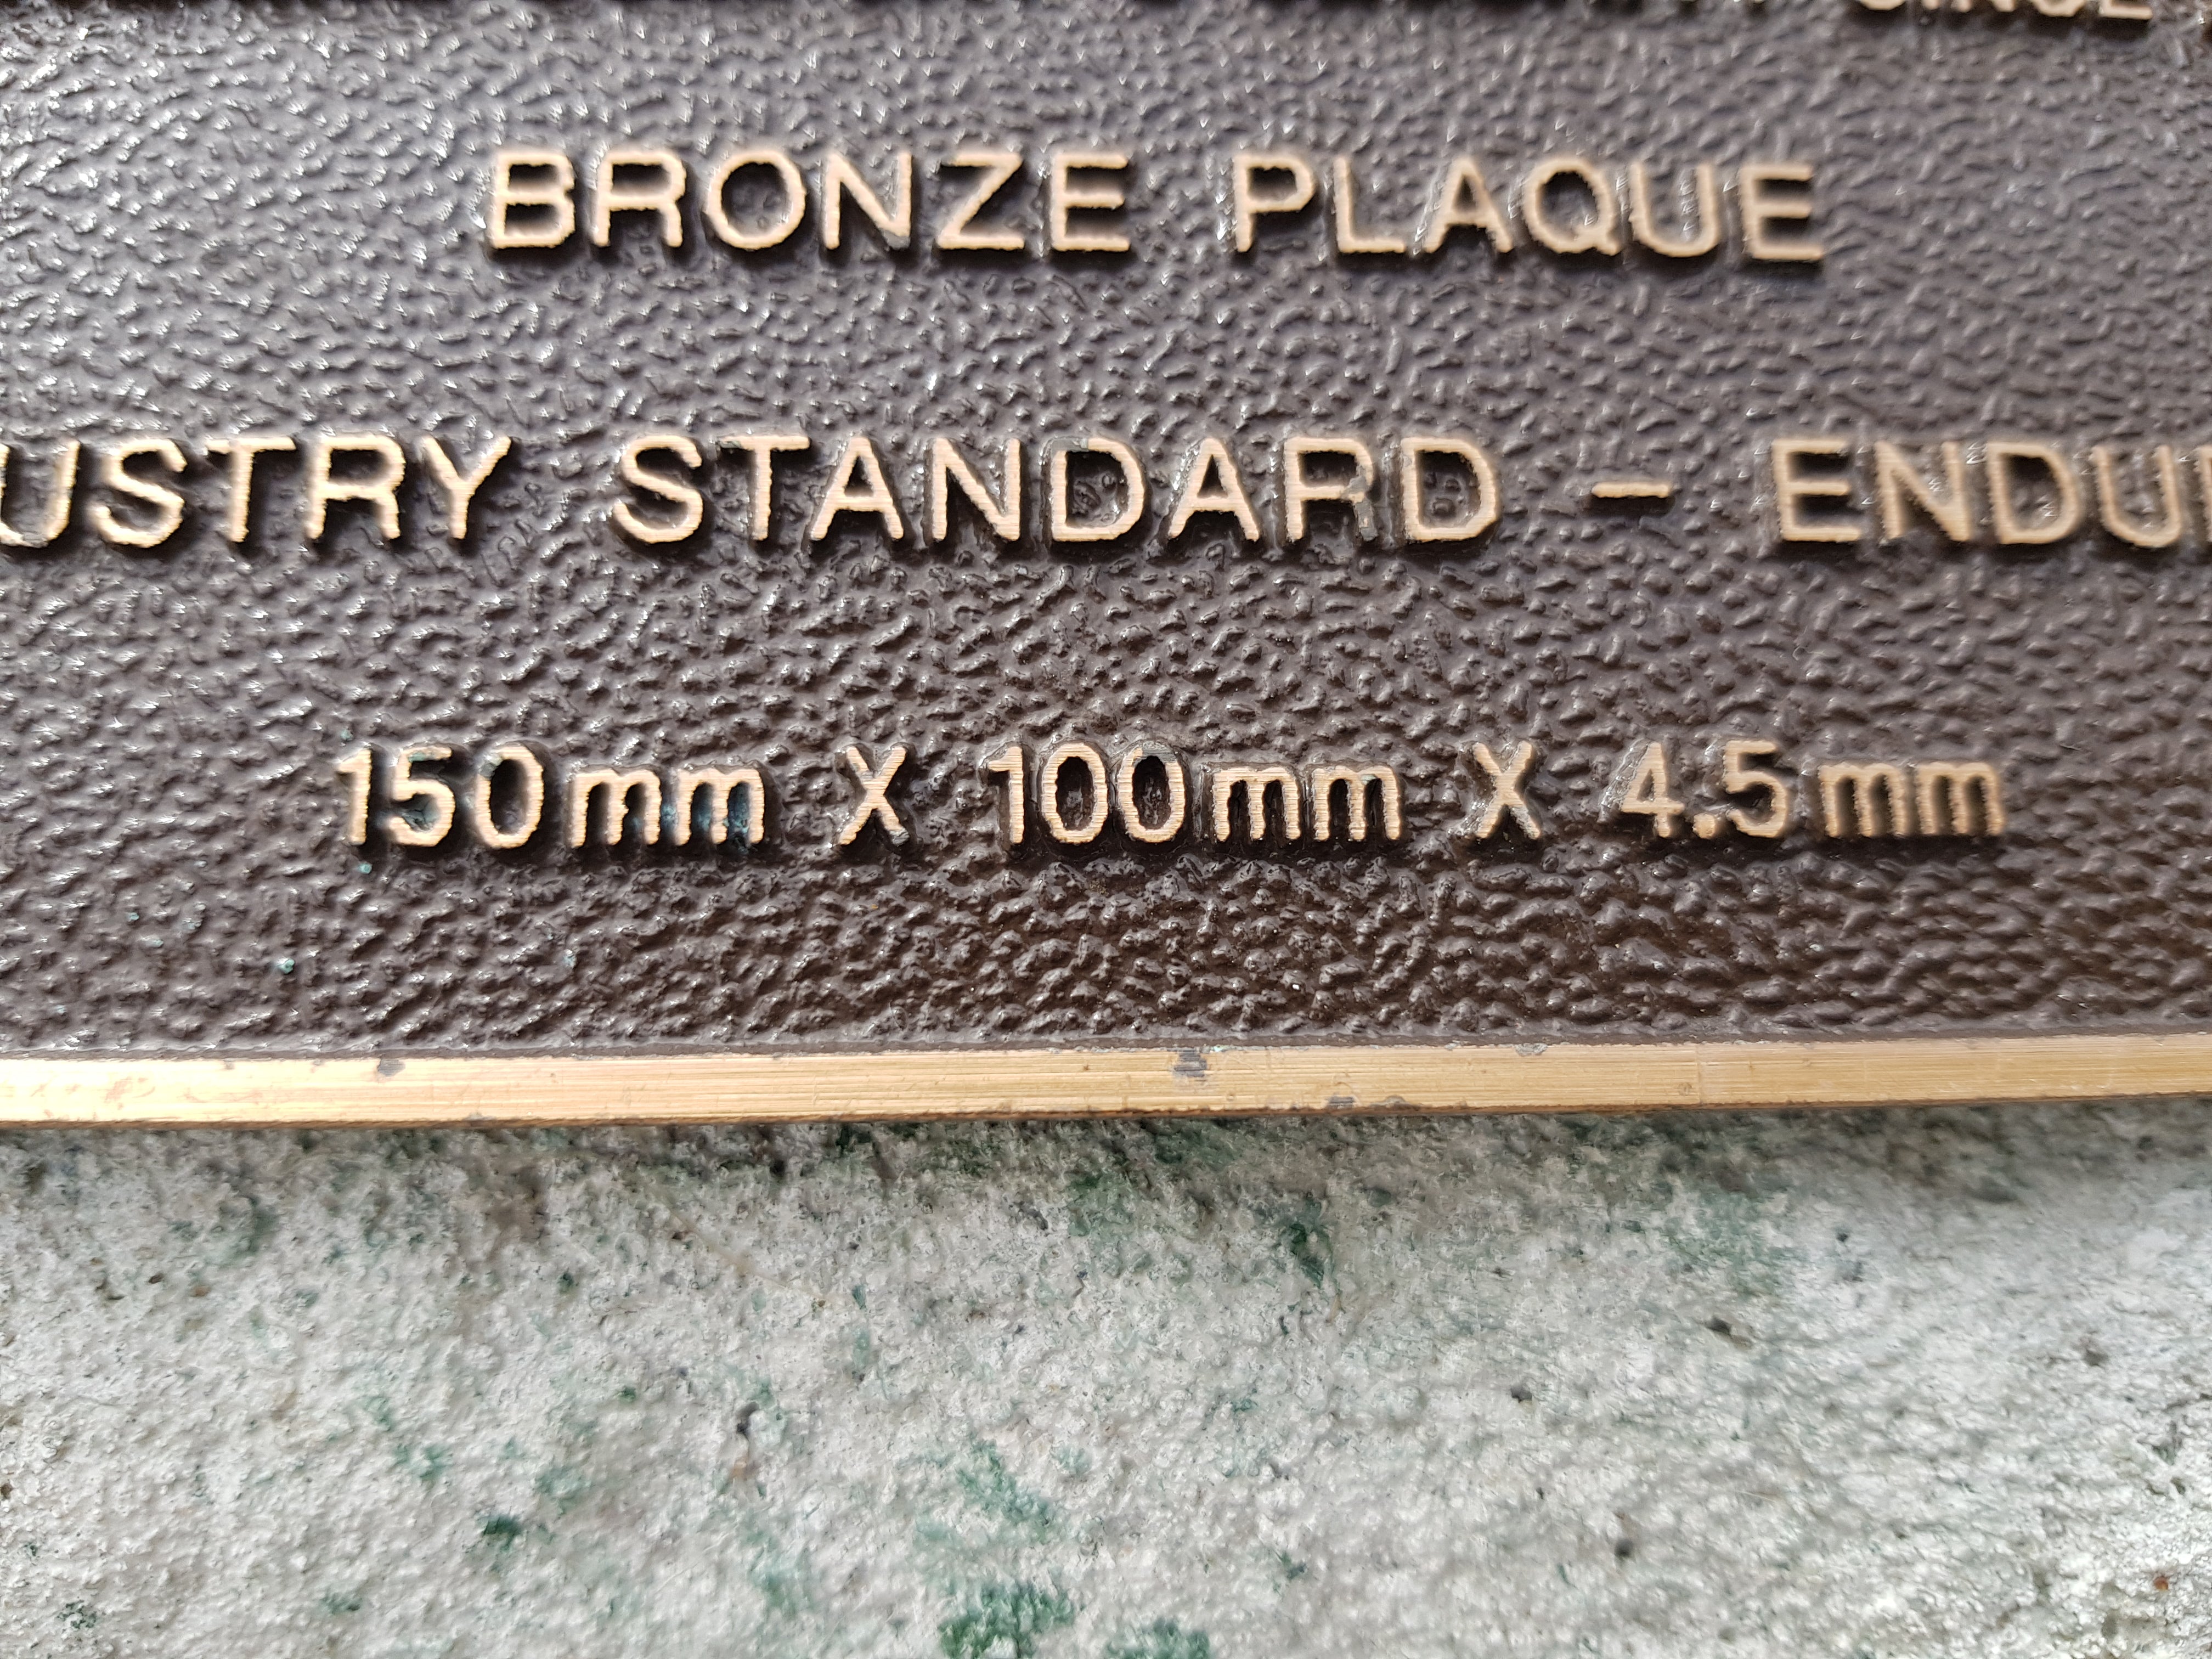 BRONZE PLAQUE
USTRY STANDARD - ENDU
150mm X 100mm X 4.5mm